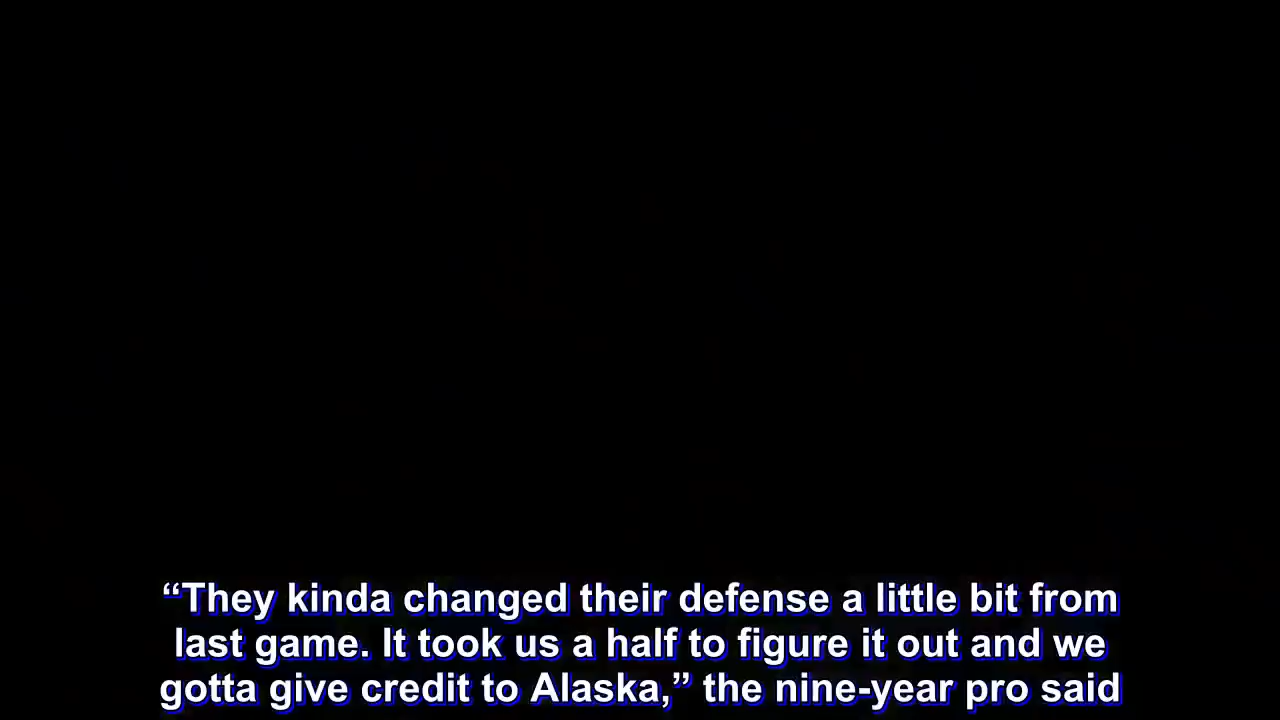 “They kinda changed their defense a little bit from
last game. It took us a half to figure it out and we
gotta give credit to Alaska,” the nine-year pro said